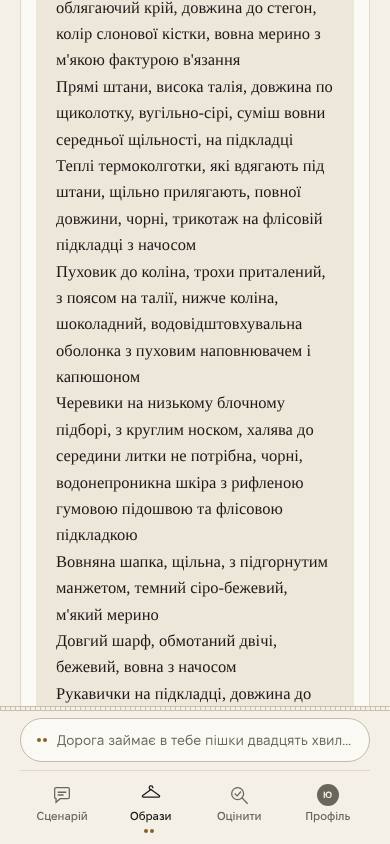 облягаючий крій, довжина до стегон,
колір слонової кістки, вовна мерино з
м'якою фактурою в'язання
Прямі штани, висока талія, довжина по
щиколотку, вугільно-сірі, суміш вовни
середньої щільності, на підкладці
Теплі термоколготки, які вдягають під
штани, щільно прилягають, повної
довжини, чорні, трикотаж на флісовій
підкладці з начосом
Пуховик до коліна, трохи приталений,
з поясом на талії, нижче коліна,
шоколадний, водовідштовхувальна
оболонка з пуховим наповнювачем і
капюшоном
Черевики на низькому блочному
підборі, з круглим носком, халява до
середини литки не потрібна, чорні,
водонепроникна шкіра з рифленою
гумовою підошвою та флісовою
підкладкою
Вовняна шапка, щільна, з підгорнутим
манжетом, темний сіро-бежевий,
м'який мерино
Довгий шарф, обмотаний двічі,
бежевий, вовна з начосом
Рукавички на підкладці, довжина до
Дорога займає в тебе пішки двадцять хвил...
Сценарій
Образи
Оцінити
Ю
Профіль